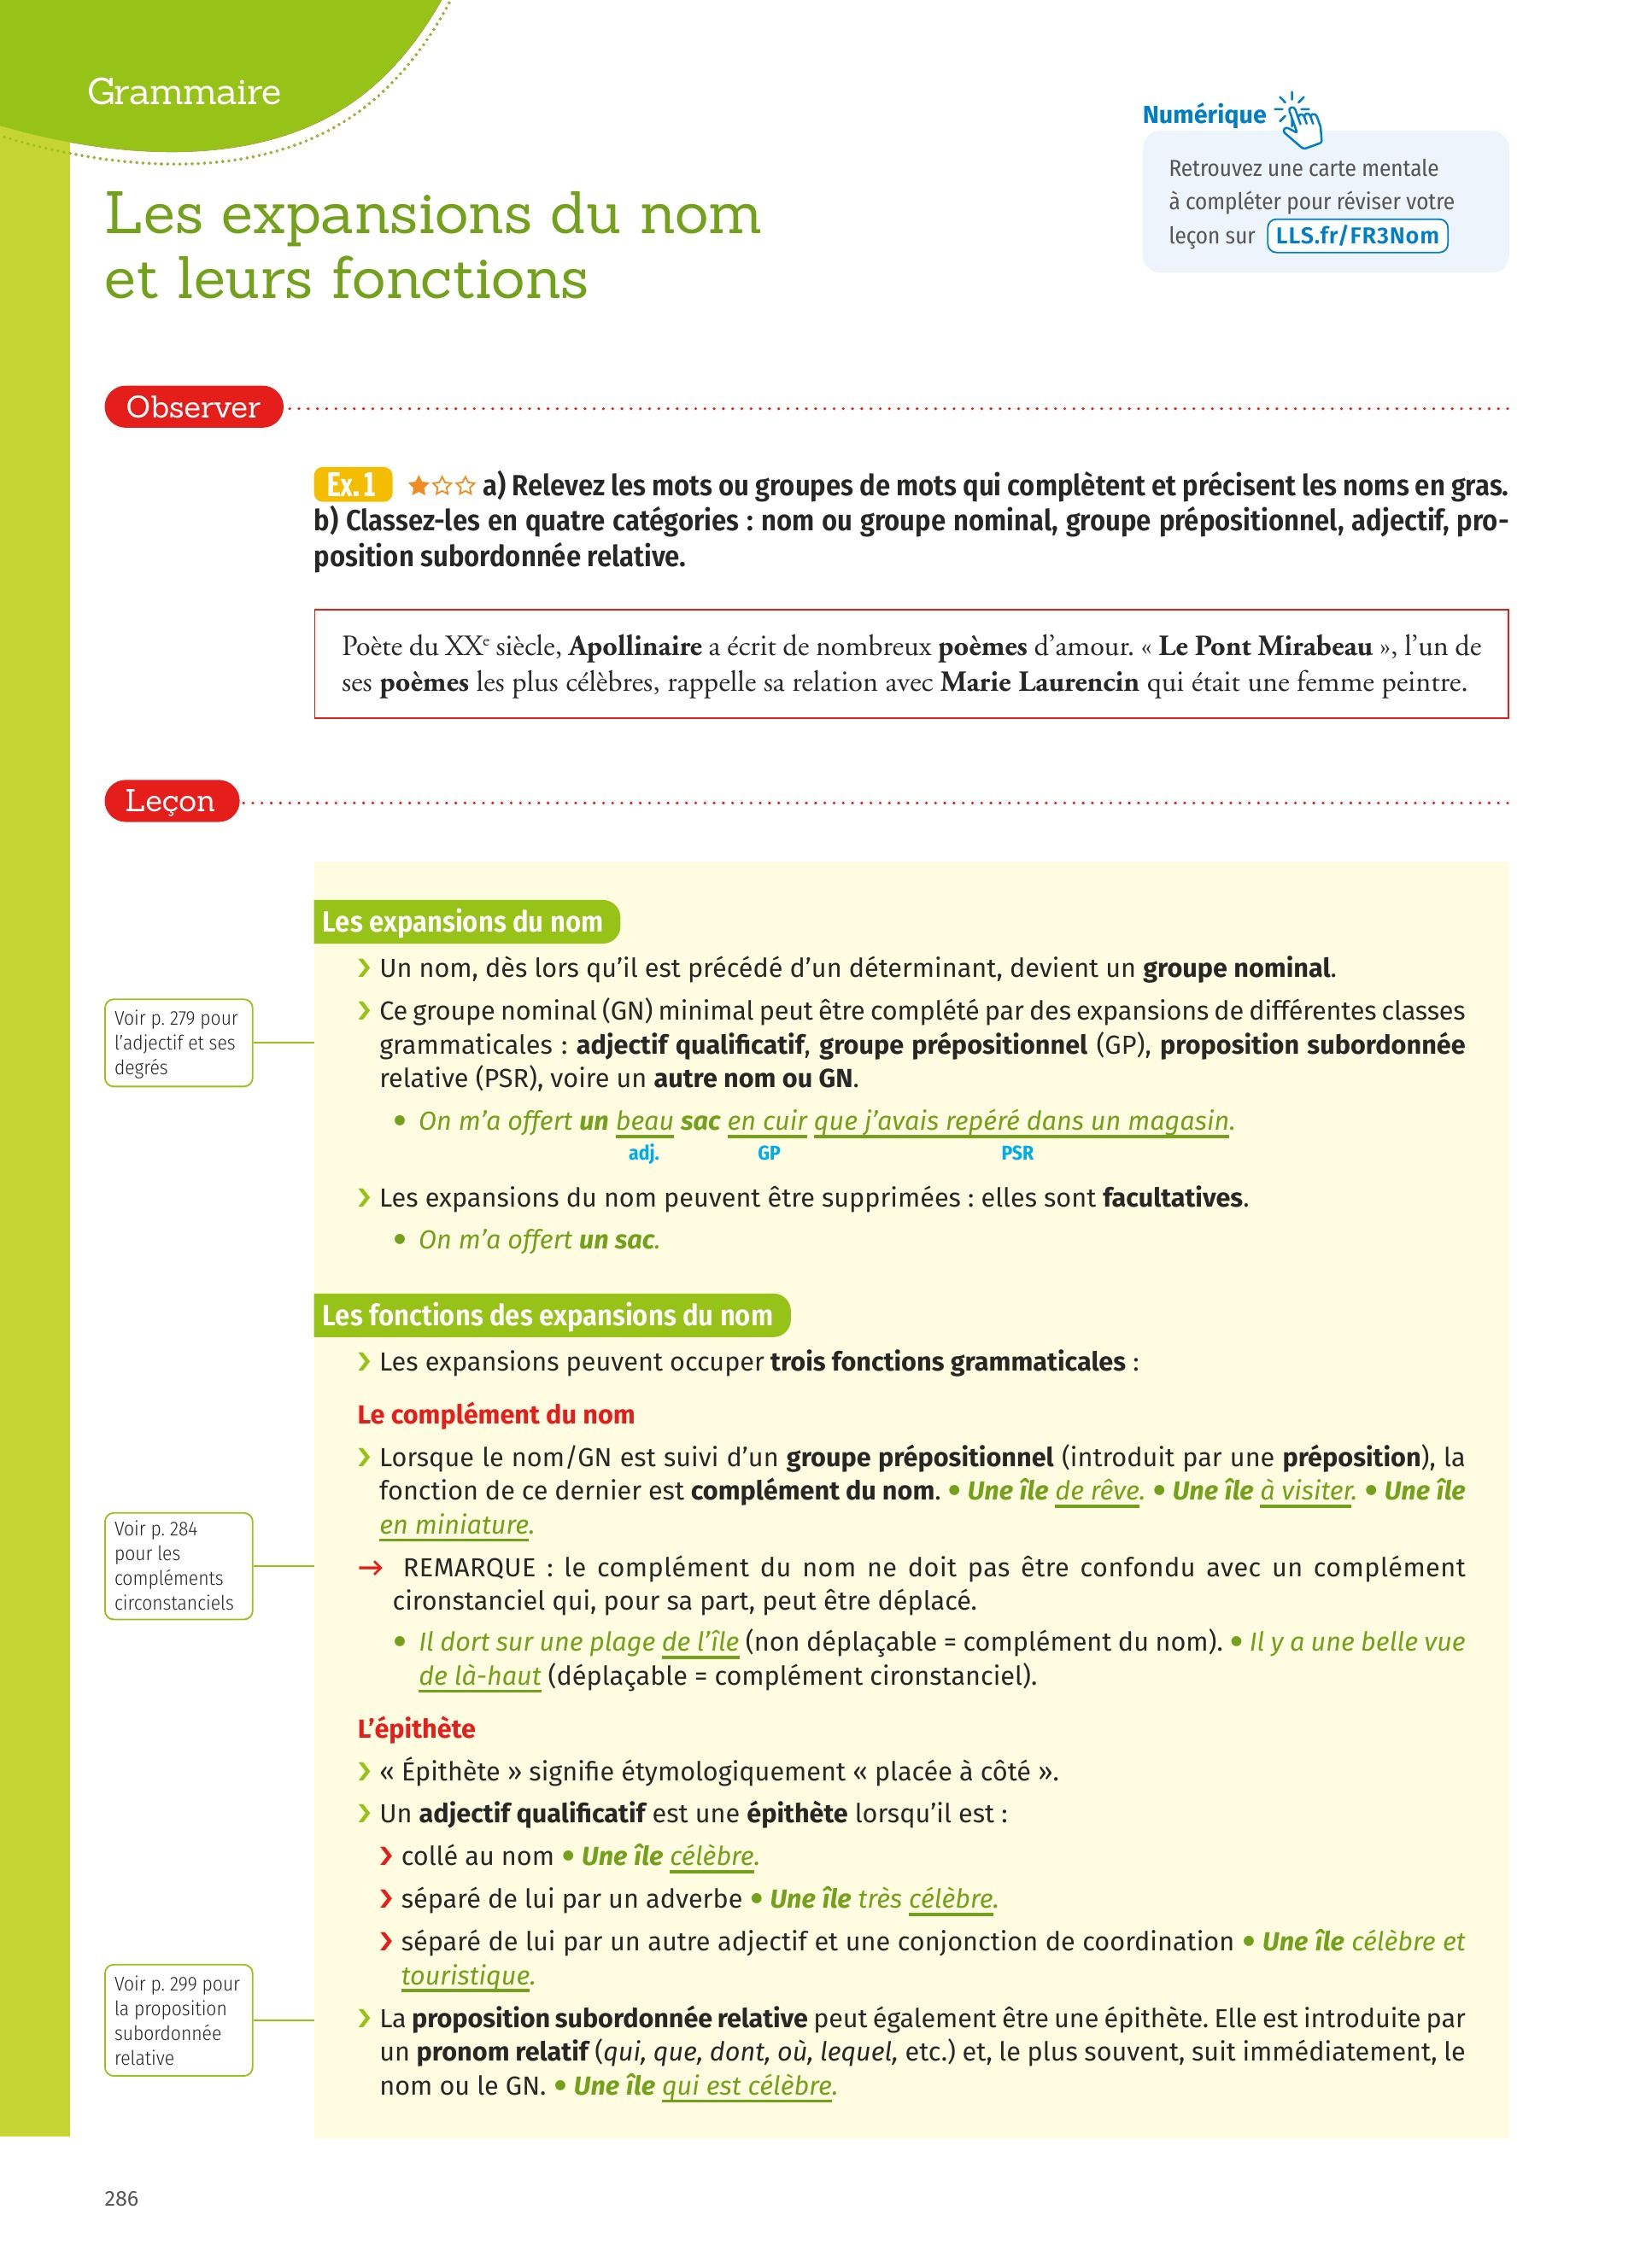 Grammaire
Numérique
Retrouvez une carte mentale
à compléter pour réviser votre
leçon sur LLS.fr/FR3Nom
Les expansions du nom
et leurs fonctions
Observer
Ex. 1 ★☆☆ a) Relevez les mots ou groupes de mots qui complètent et précisent les noms en gras.
b) Classez-les en quatre catégories : nom ou groupe nominal, groupe prépositionnel, adjectif, pro-
position subordonnée relative.
Poète du XXe siècle, Apollinaire a écrit de nombreux poèmes d’amour. « Le Pont Mirabeau », l’un de
ses poèmes les plus célèbres, rappelle sa relation avec Marie Laurencin qui était une femme peintre.
Leçon
Les expansions du nom
› Un nom, dès lors qu’il est précédé d’un déterminant, devient un groupe nominal.
Voir p. 279 pour
l’adjectif et ses
degrés
› Ce groupe nominal (GN) minimal peut être complété par des expansions de différentes classes
grammaticales : adjectif qualificatif, groupe prépositionnel (GP), proposition subordonnée
relative (PSR), voire un autre nom ou GN.
• On m’a offert un beau sac en cuir que j’avais repéré dans un magasin.
adj. GP PSR
› Les expansions du nom peuvent être supprimées : elles sont facultatives.
• On m’a offert un sac.
Les fonctions des expansions du nom
› Les expansions peuvent occuper trois fonctions grammaticales :
Le complément du nom
› Lorsque le nom/GN est suivi d’un groupe prépositionnel (introduit par une préposition), la
fonction de ce dernier est complément du nom. • Une île de rêve. • Une île à visiter. • Une île
en miniature.
Voir p. 284
pour les
compléments
circonstanciels
→ REMARQUE : le complément du nom ne doit pas être confondu avec un complément
cironstanciel qui, pour sa part, peut être déplacé.
• Il dort sur une plage de l’île (non déplaçable = complément du nom). • Il y a une belle vue
de là-haut (déplaçable = complément cironstanciel).
L’épithète
› « Épithète » signifie étymologiquement « placée à côté ».
› Un adjectif qualificatif est une épithète lorsqu’il est :
› collé au nom • Une île célèbre.
› séparé de lui par un adverbe • Une île très célèbre.
› séparé de lui par un autre adjectif et une conjonction de coordination • Une île célèbre et
touristique.
Voir p. 299 pour
la proposition
subordonnée
relative
› La proposition subordonnée relative peut également être une épithète. Elle est introduite par
un pronom relatif (qui, que, dont, où, lequel, etc.) et, le plus souvent, suit immédiatement, le
nom ou le GN. • Une île qui est célèbre.
286